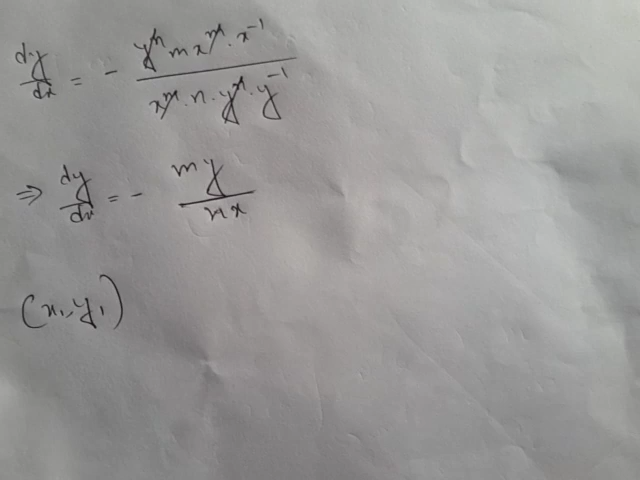 dy/dx = - (y^n m x^m . x^-1) / (x^m . n . y^n . y^-1)
⇒ dy/dx = - my / nx
(x₁, y₁)